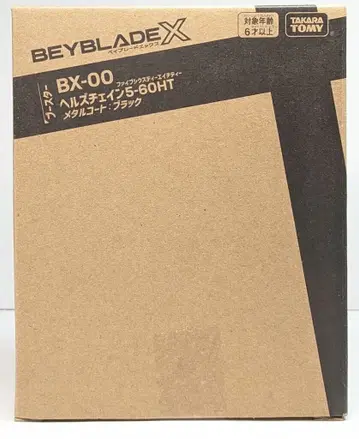 BEYBLADE X
ベイブレードエックス
対象年齢
6才以上
TAKARA
TOMY
ブースター
BX-00
ファイブシックスティーエイチティー
ヘルズチェイン5-60HT
メタルコート:ブラック